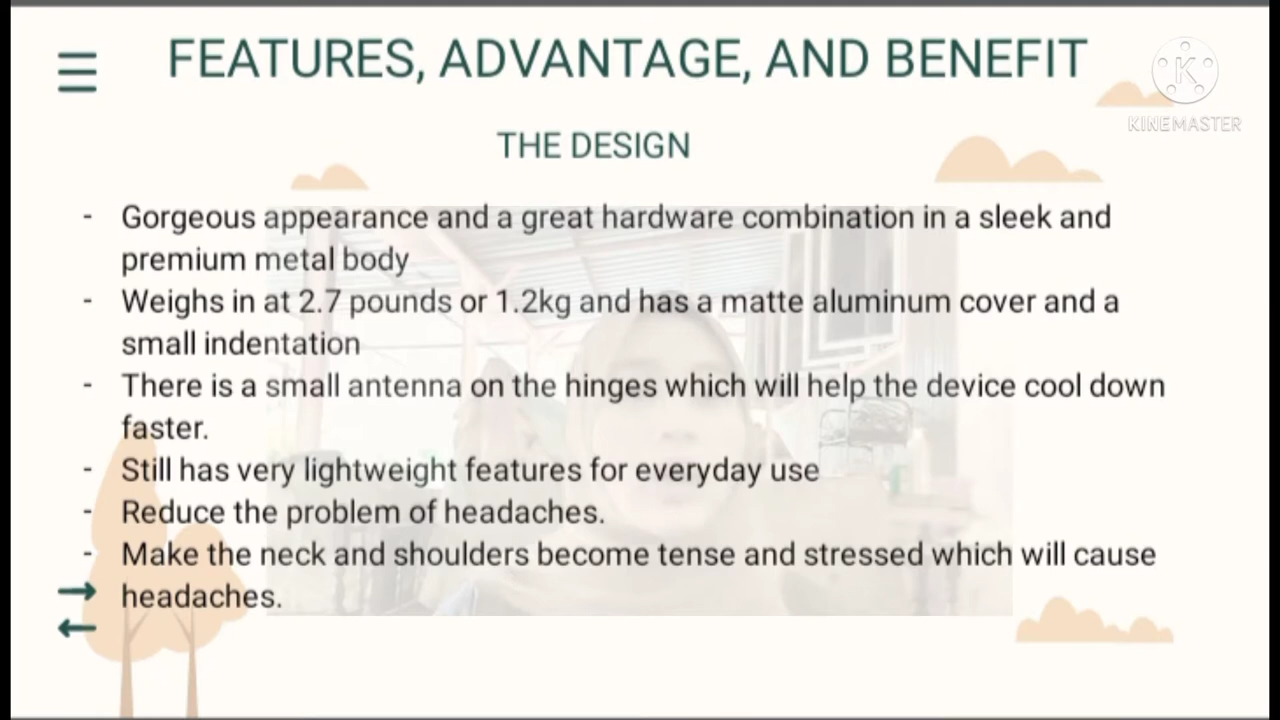 FEATURES, ADVANTAGE, AND BENEFIT
K
KINEMASTER
THE DESIGN
- Gorgeous appearance and a great hardware combination in a sleek and
premium metal body
- Weighs in at 2.7 pounds or 1.2kg and has a matte aluminum cover and a
small indentation
- There is a small antenna on the hinges which will help the device cool down
faster.
- Still has very lightweight features for everyday use
- Reduce the problem of headaches.
- Make the neck and shoulders become tense and stressed which will cause
headaches.